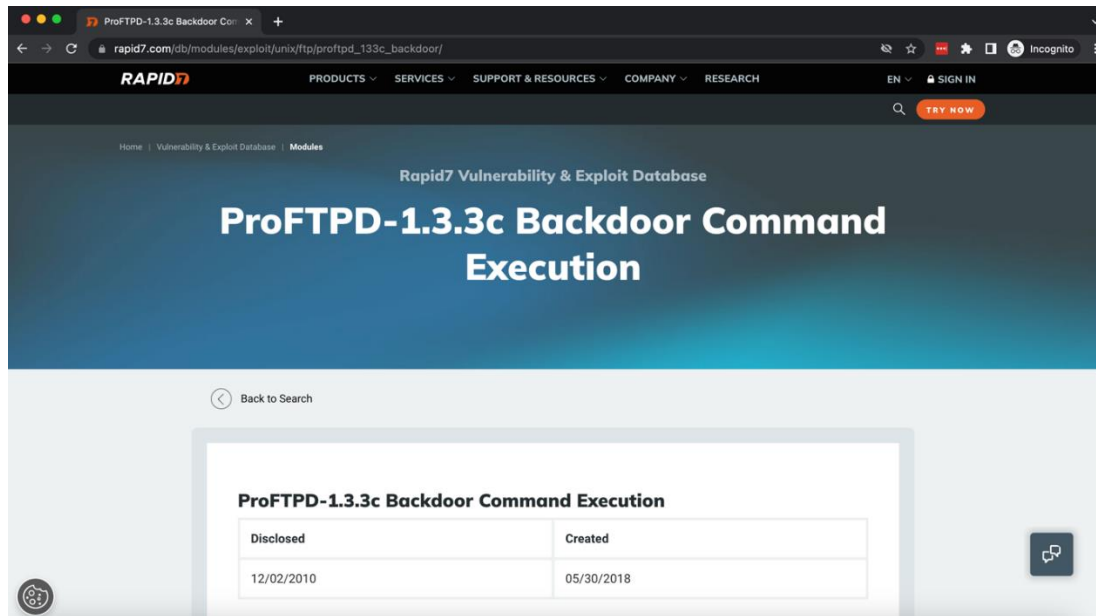 ProFTPD-1.3.3c Backdoor Com
rapid7.com/db/modules/exploit/unix/ftp/proftpd_133c_backdoor/
Incognito
RAPID7
PRODUCTS SERVICES SUPPORT & RESOURCES COMPANY RESEARCH
EN SIGN IN
TRY NOW
Home | Vulnerability & Exploit Database | Modules
Rapid7 Vulnerability & Exploit Database
ProFTPD-1.3.3c Backdoor Command
Execution
Back to Search
ProFTPD-1.3.3c Backdoor Command Execution
Disclosed Created
12/02/2010 05/30/2018